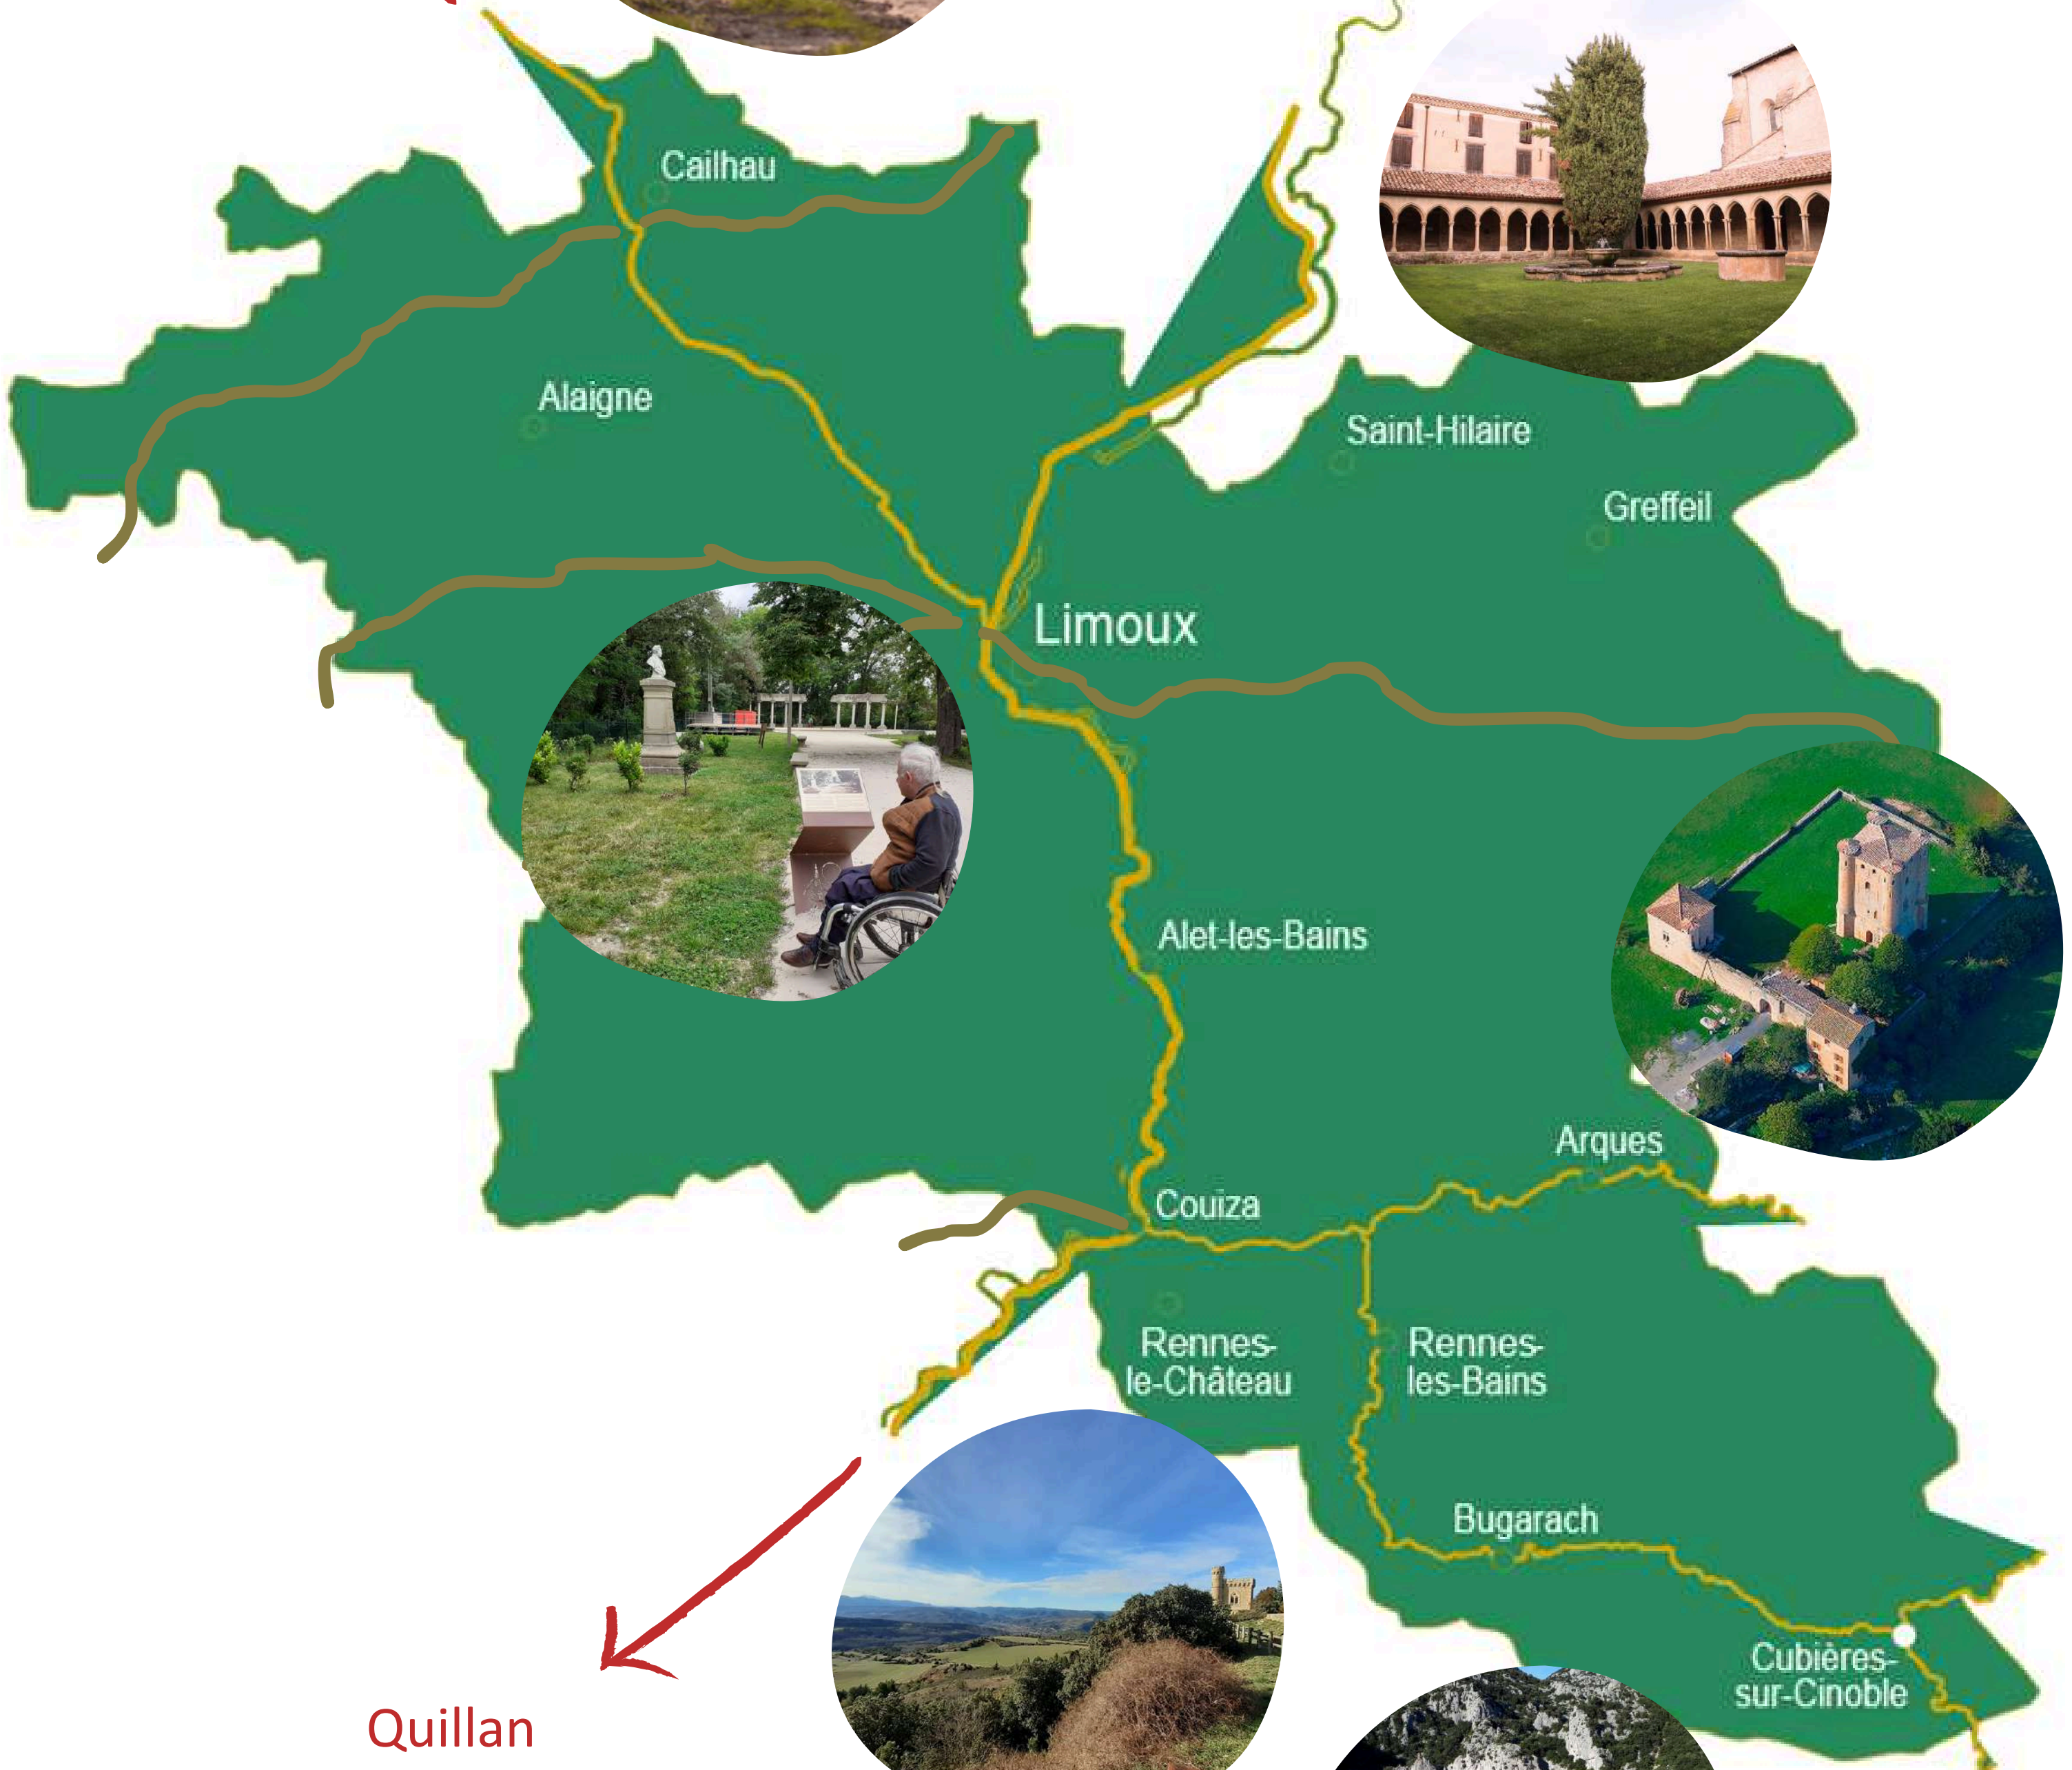 Cailhau
Alaigne
Saint-Hilaire
Greffeil
Limoux
Alet-les-Bains
Arques
Couiza
Rennes-
le-Château
Rennes-
les-Bains
Bugarach
Cubières-
sur-Cinoble
Quillan